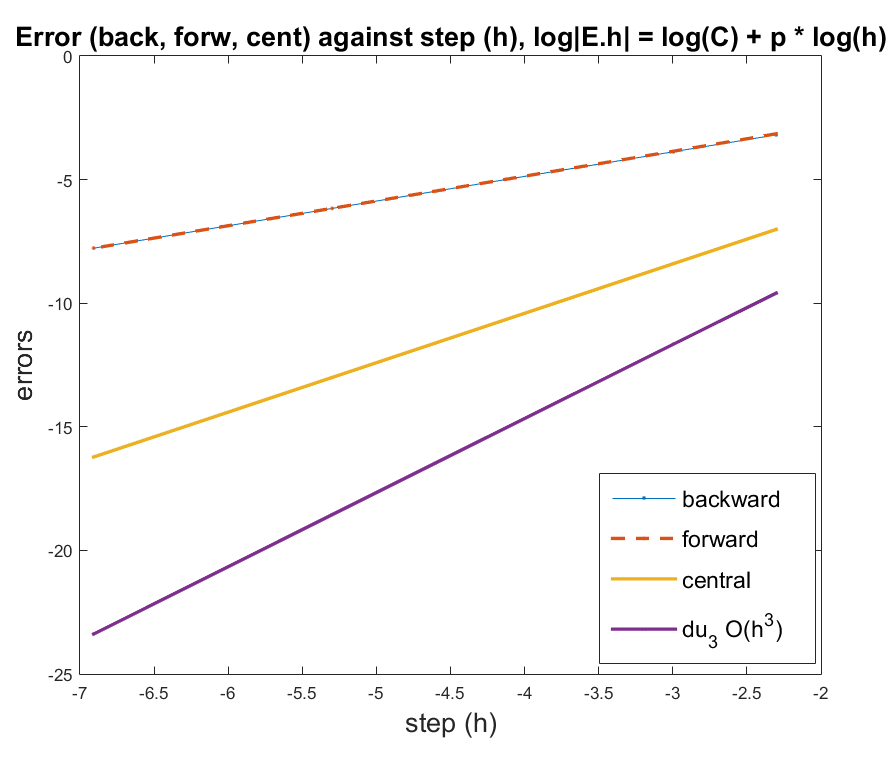 Error (back, forw, cent) against step (h), log|E.h| = log(C) + p * log(h)
0
-5
-10
-15
-20
-25
errors
-7
-6.5
-6
-5.5
-5
-4.5
-4
-3.5
-3
-2.5
-2
step (h)
backward
forward
central
du₃ O(h³)